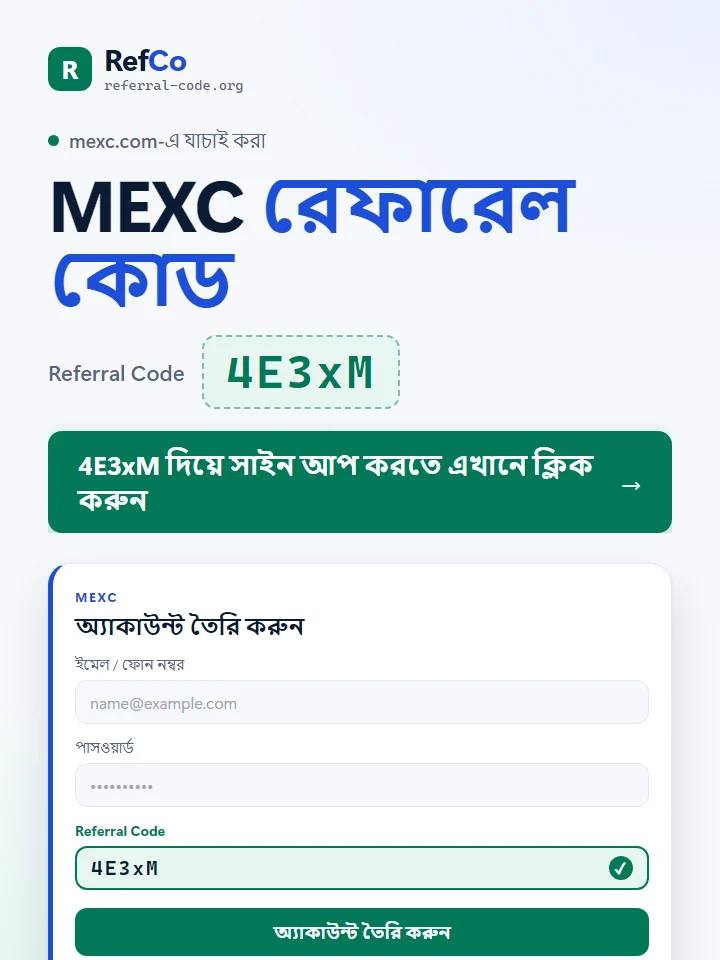 R
RefCo
referral-code.org
mexc.com-এ যাচাই করা
MEXC রেফারেল
কোড
Referral Code
4E3xM
4E3xM দিয়ে সাইন আপ করতে এখানে ক্লিক
করুন
→
MEXC
অ্যাকাউন্ট তৈরি করুন
ইমেল / ফোন নম্বর
name@example.com
পাসওয়ার্ড
••••••••••
Referral Code
4E3xM
✓
অ্যাকাউন্ট তৈরি করুন